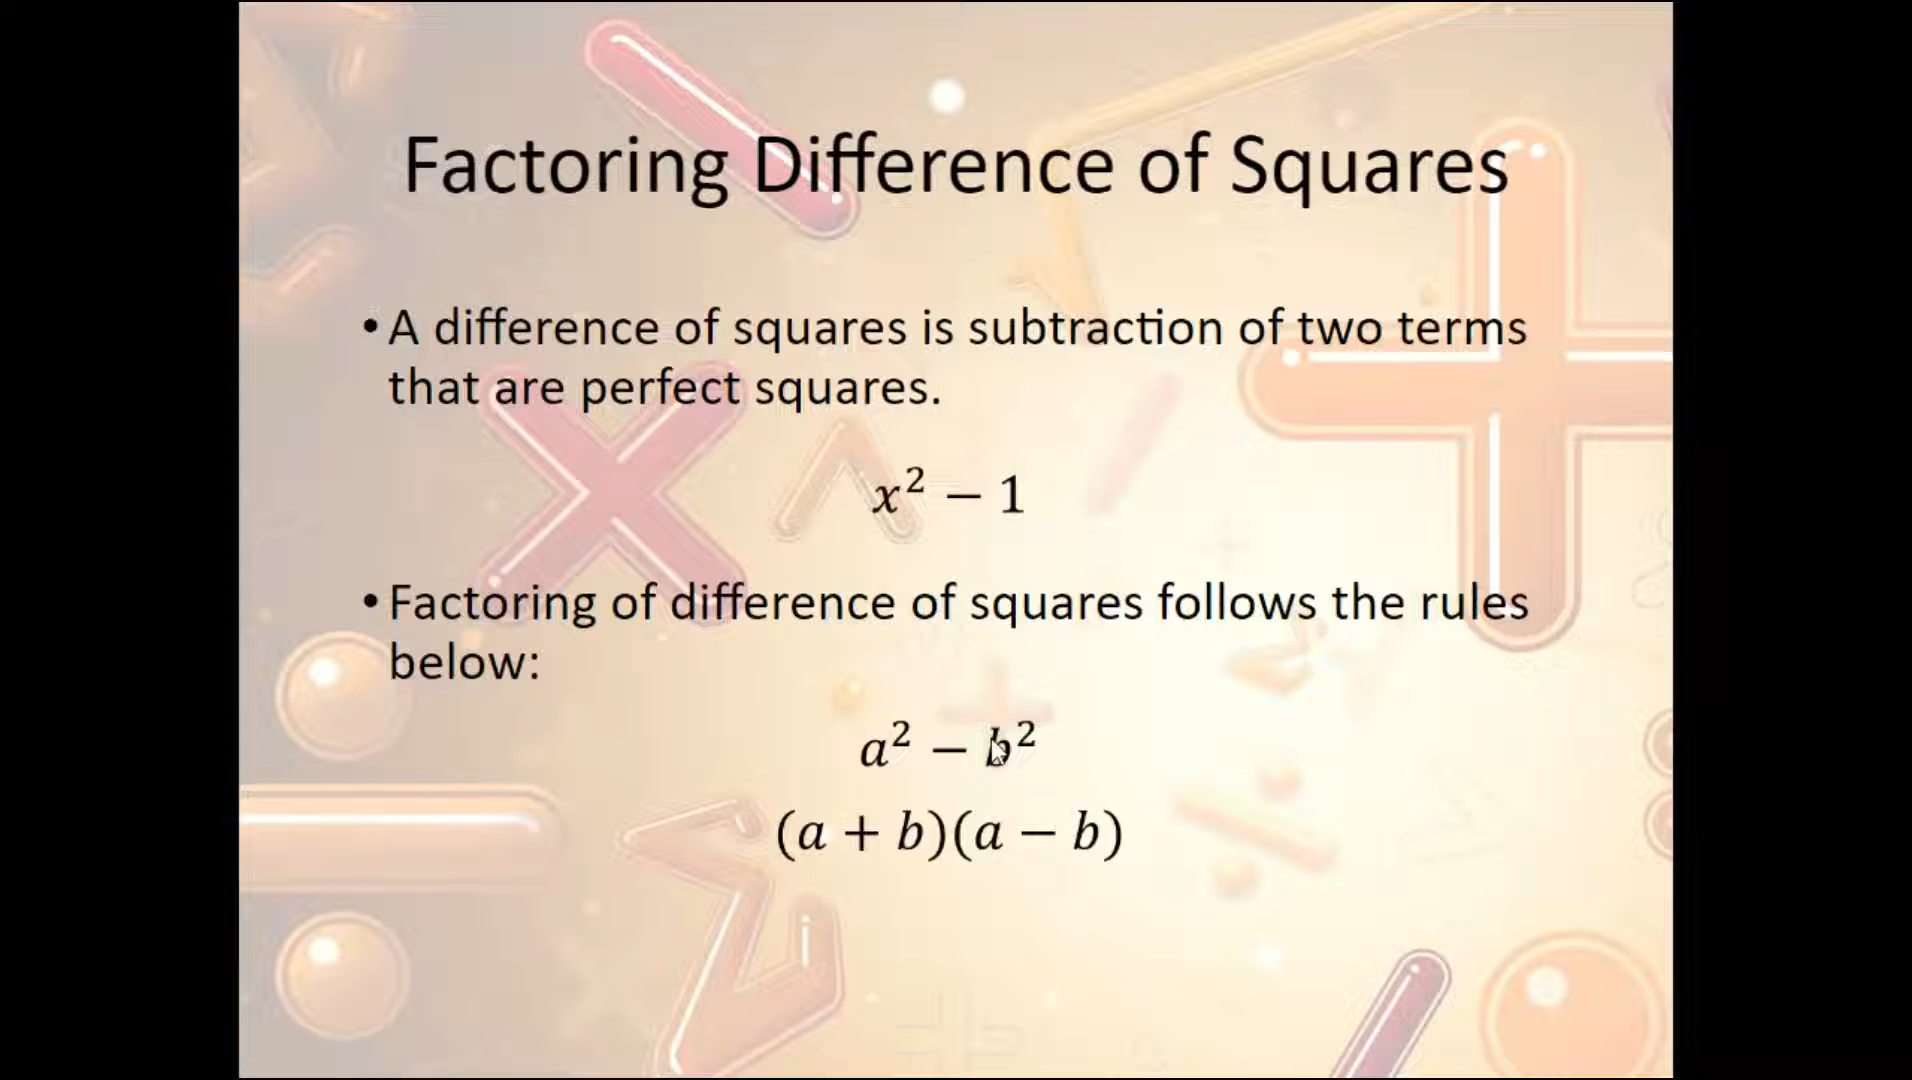 Factoring Difference of Squares
•A difference of squares is subtraction of two terms
that are perfect squares.
x² − 1
•Factoring of difference of squares follows the rules
below:
a² − b²
(a + b)(a − b)